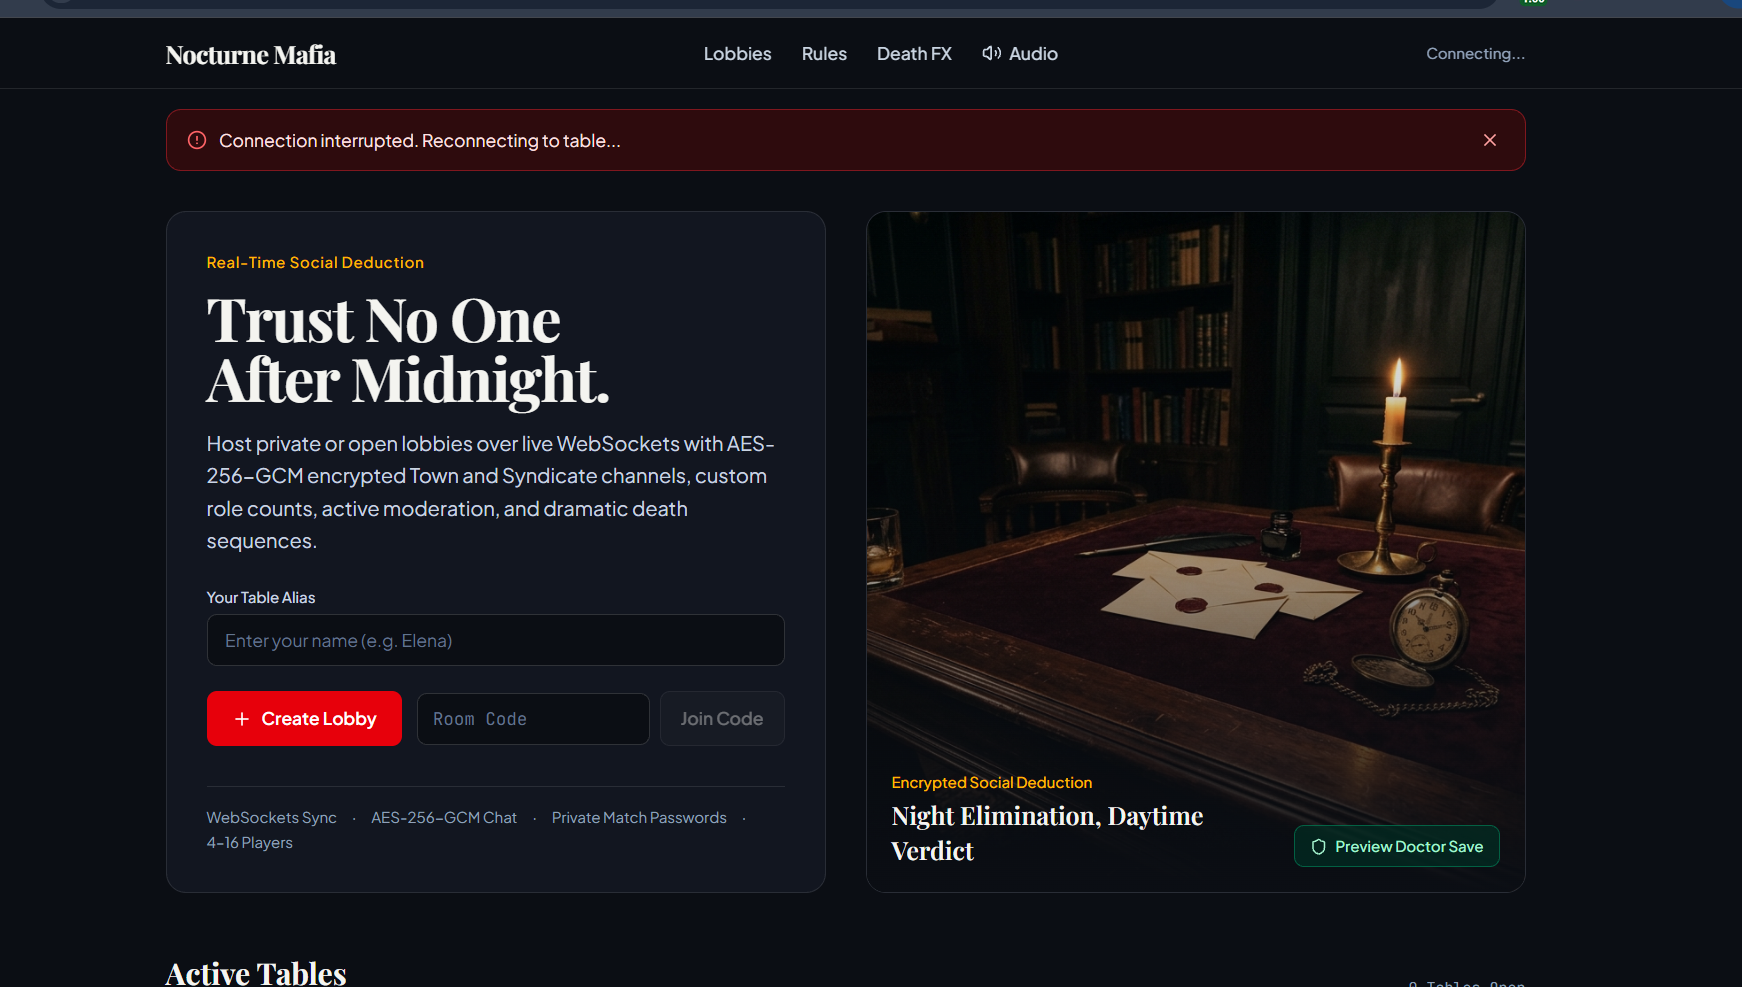 Nocturne Mafia
Lobbies
Rules
Death FX
Audio
Connecting...
Connection interrupted. Reconnecting to table...
Real-Time Social Deduction
Trust No One
After Midnight.
Host private or open lobbies over live WebSockets with AES-
256-GCM encrypted Town and Syndicate channels, custom
role counts, active moderation, and dramatic death
sequences.
Your Table Alias
Enter your name (e.g. Elena)
+ Create Lobby
Room Code
Join Code
WebSockets Sync · AES-256-GCM Chat · Private Match Passwords ·
4-16 Players
Encrypted Social Deduction
Night Elimination, Daytime
Verdict
Preview Doctor Save
Active Tables
0 Tables Open